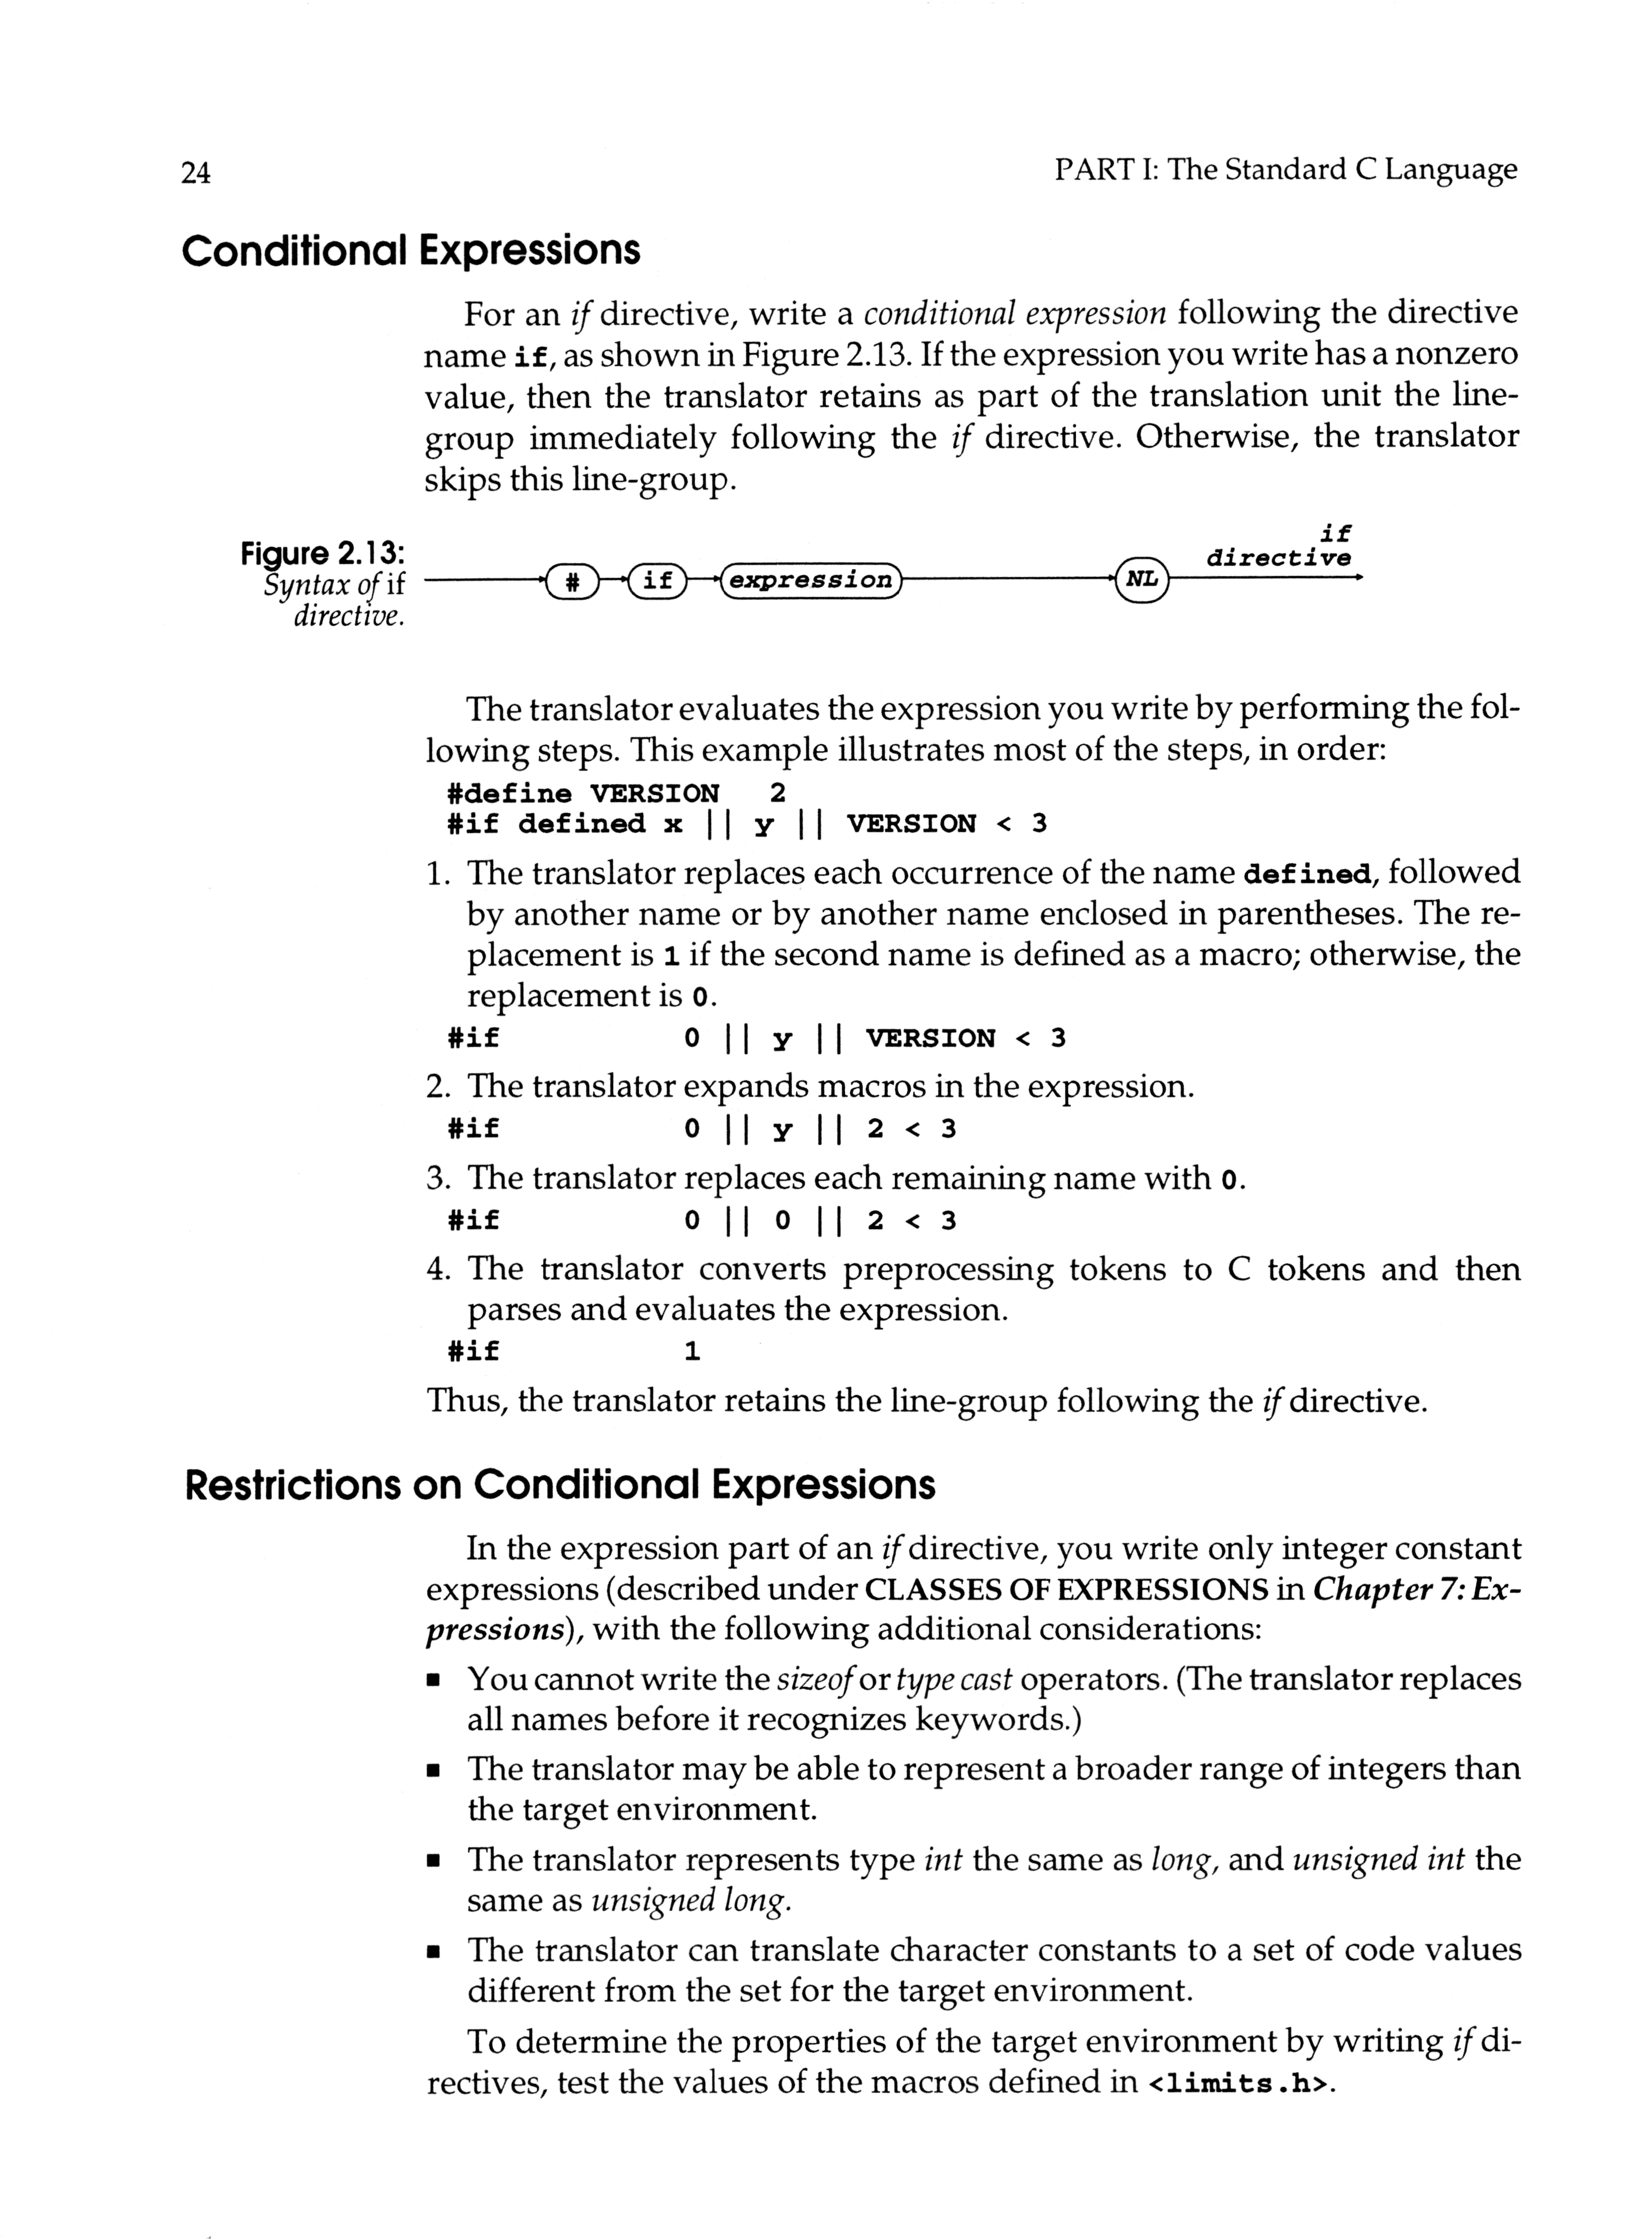 24 PART I: The Standard C Language
Conditional Expressions
For an if directive, write a conditional expression following the directive
name if, as shown in Figure 2.13. If the expression you write has a nonzero
value, then the translator retains as part of the translation unit the line-
group immediately following the if directive. Otherwise, the translator
skips this line-group.
Figure 2.13:
Syntax of if
directive.
# if expression NL
if
directive
The translator evaluates the expression you write by performing the fol-
lowing steps. This example illustrates most of the steps, in order:
#define VERSION 2
#if defined x || y || VERSION < 3
1. The translator replaces each occurrence of the name defined, followed
by another name or by another name enclosed in parentheses. The re-
placement is 1 if the second name is defined as a macro; otherwise, the
replacement is 0.
#if 0 || y || VERSION < 3
2. The translator expands macros in the expression.
#if 0 || y || 2 < 3
3. The translator replaces each remaining name with 0.
#if 0 || 0 || 2 < 3
4. The translator converts preprocessing tokens to C tokens and then
parses and evaluates the expression.
#if 1
Thus, the translator retains the line-group following the if directive.
Restrictions on Conditional Expressions
In the expression part of an if directive, you write only integer constant
expressions (described under CLASSES OF EXPRESSIONS in Chapter 7: Ex-
pressions), with the following additional considerations:
▪ You cannot write the sizeof or type cast operators. (The translator replaces
all names before it recognizes keywords.)
▪ The translator may be able to represent a broader range of integers than
the target environment.
▪ The translator represents type int the same as long, and unsigned int the
same as unsigned long.
▪ The translator can translate character constants to a set of code values
different from the set for the target environment.
To determine the properties of the target environment by writing if di-
rectives, test the values of the macros defined in <limits.h>.